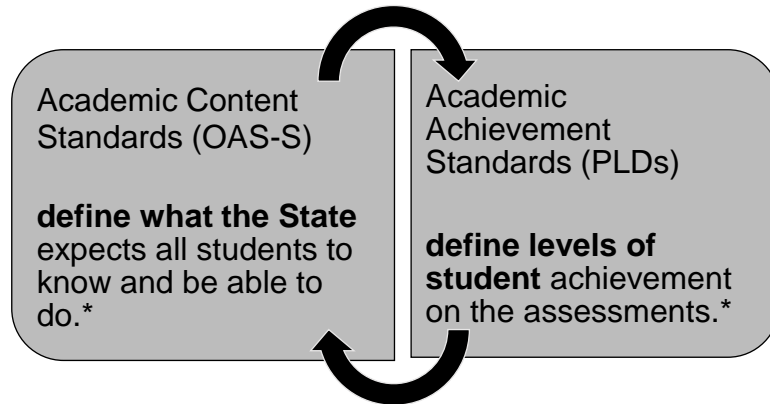 Academic Content
Standards (OAS-S)
define what the State
expects all students to
know and be able to
do.*
Academic
Achievement
Standards (PLDs)
define levels of
student achievement
on the assessments.*